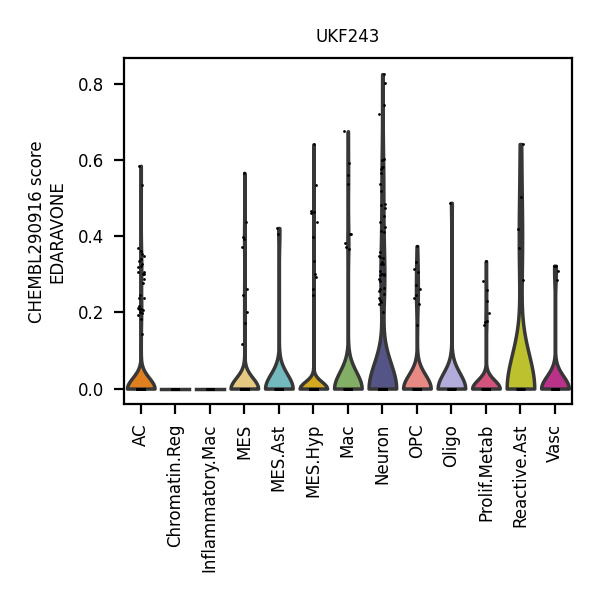 UKF243
CHEMBL290916 score
EDARAVONE
0.8
0.6
0.4
0.2
0.0
AC
Chromatin.Reg
Inflammatory.Mac
MES
MES.Ast
MES.Hyp
Mac
Neuron
OPC
Oligo
Prolif.Metab
Reactive.Ast
Vasc